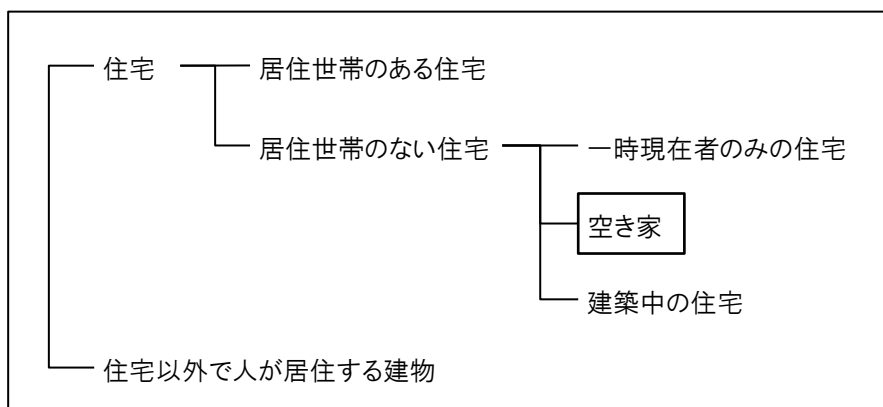 住宅
居住世帯のある住宅
居住世帯のない住宅
一時現在者のみの住宅
空き家
建築中の住宅
住宅以外で人が居住する建物